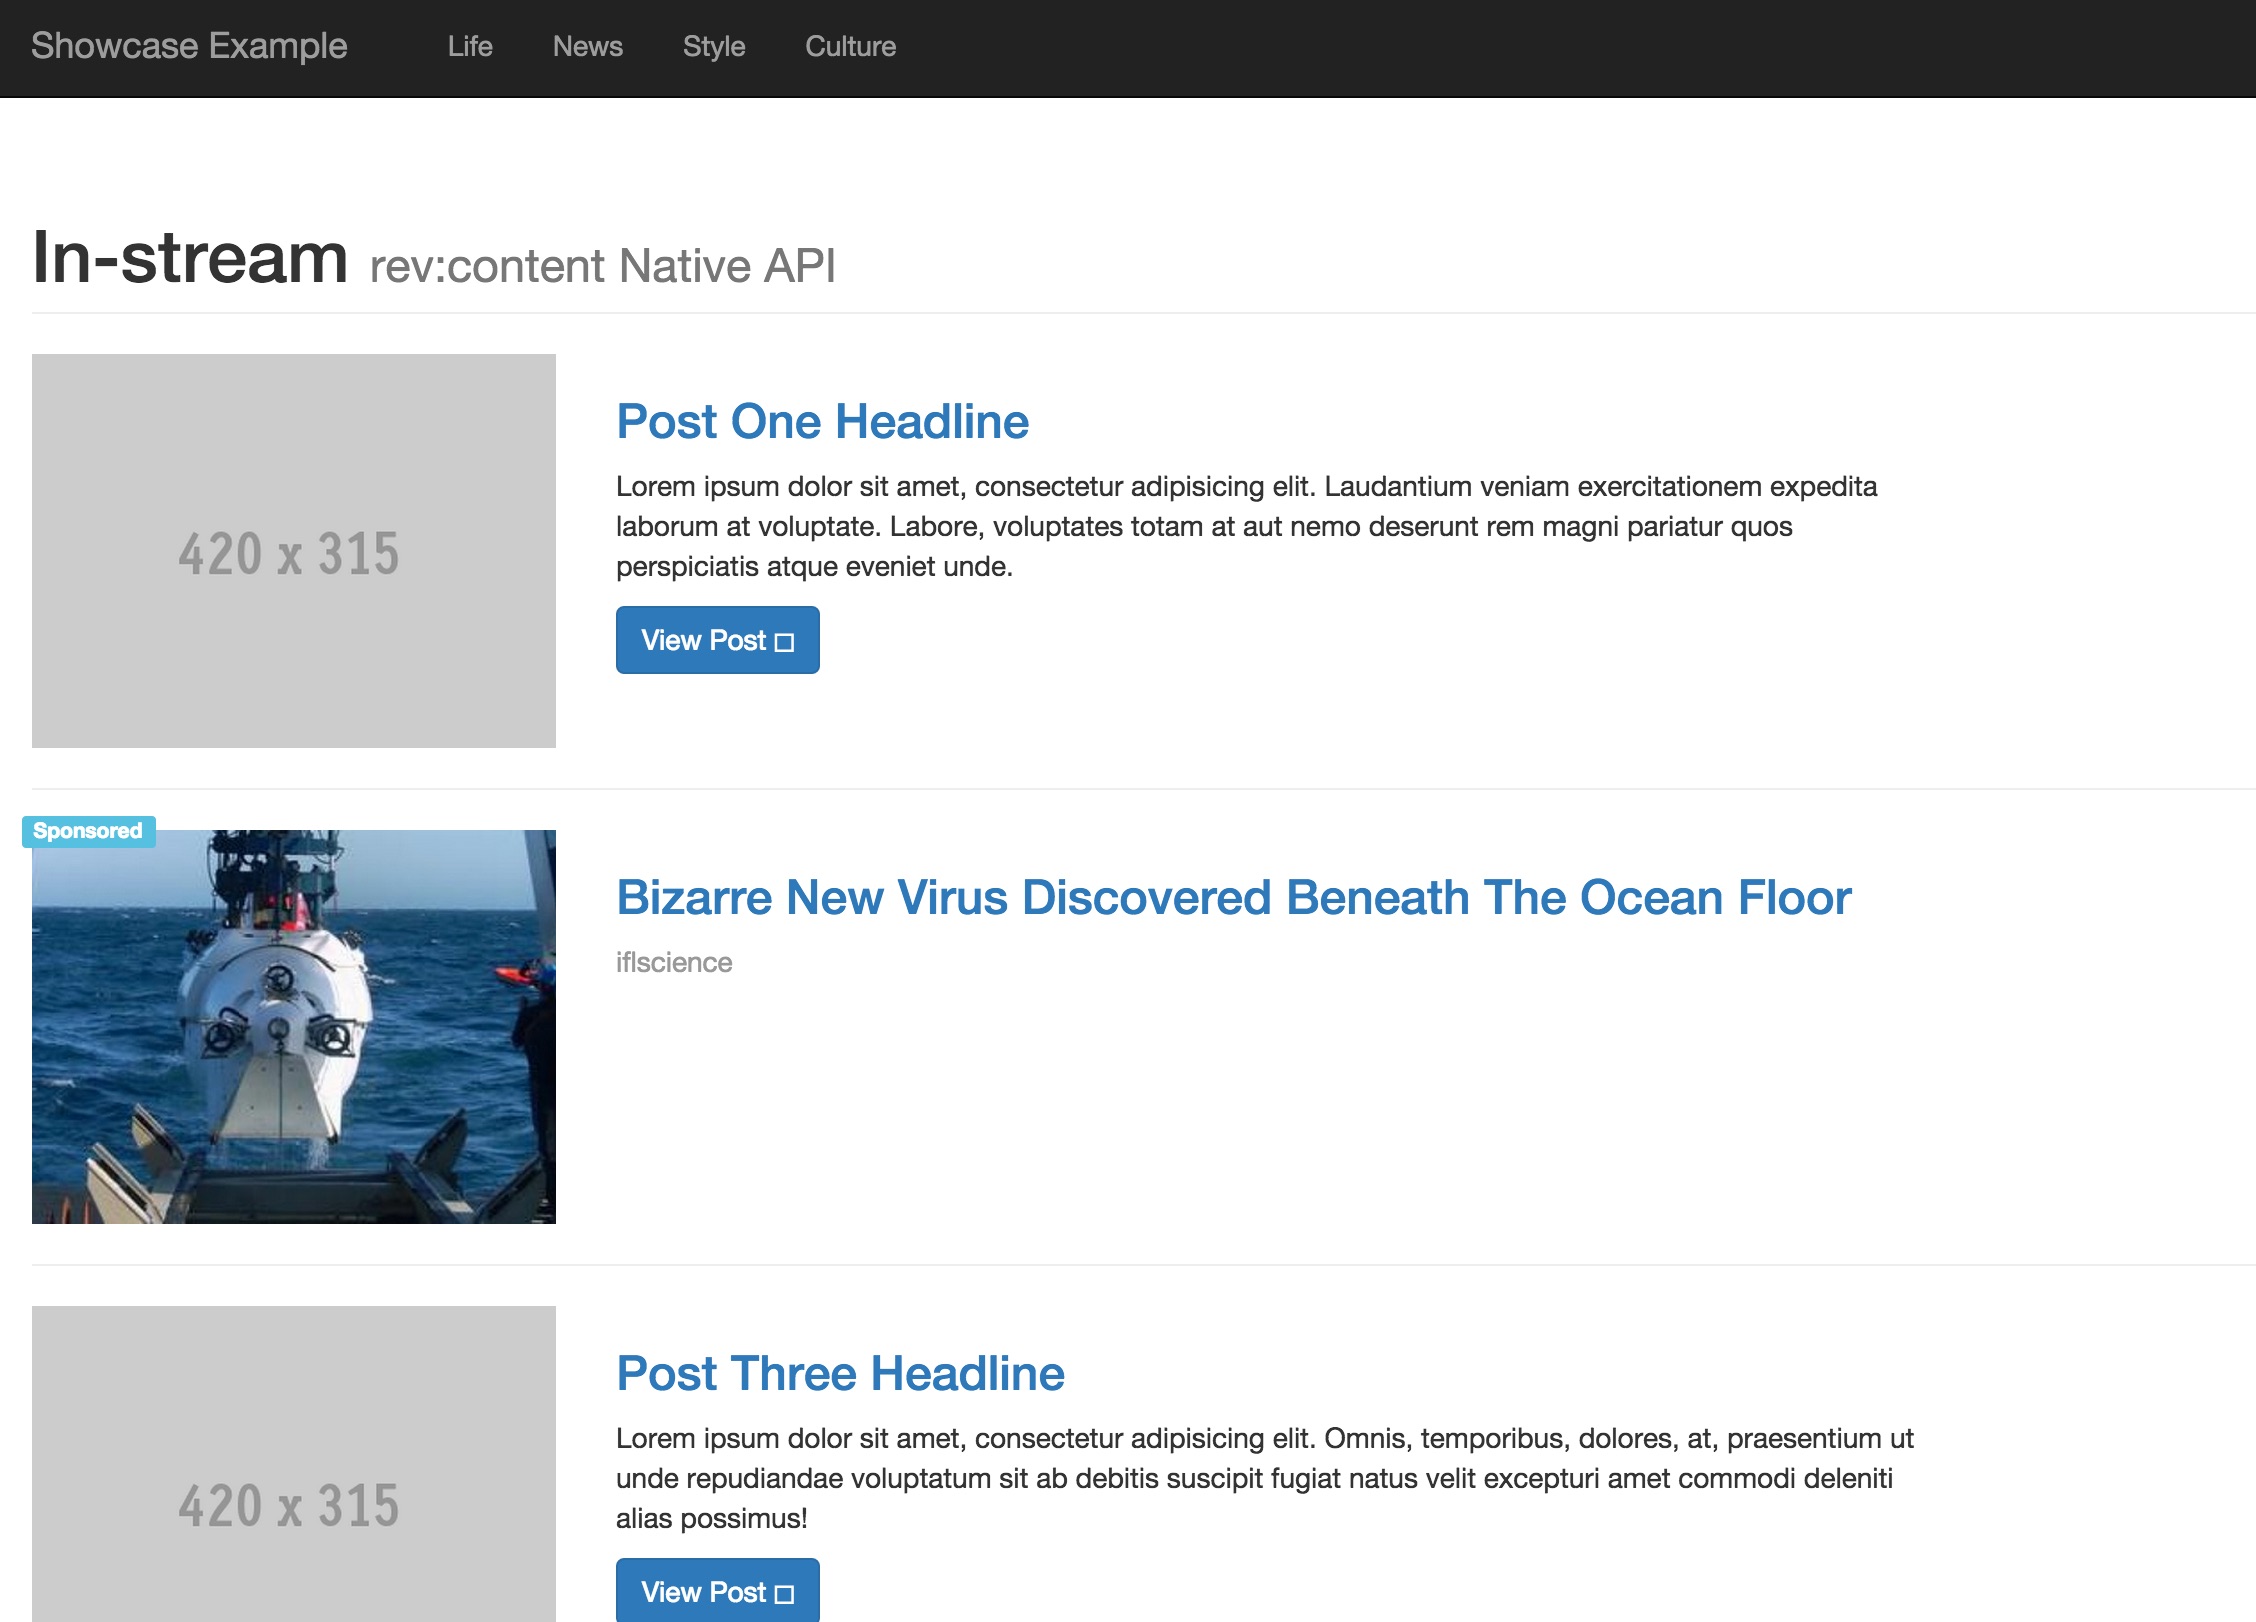 Showcase Example Life News Style Culture
In-stream rev:content Native API
420 x 315
Post One Headline
Lorem ipsum dolor sit amet, consectetur adipisicing elit. Laudantium veniam exercitationem expedita
laborum at voluptate. Labore, voluptates totam at aut nemo deserunt rem magni pariatur quos
perspiciatis atque eveniet unde.
View Post
Sponsored
Bizarre New Virus Discovered Beneath The Ocean Floor
iflscience
420 x 315
Post Three Headline
Lorem ipsum dolor sit amet, consectetur adipisicing elit. Omnis, temporibus, dolores, at, praesentium ut
unde repudiandae voluptatum sit ab debitis suscipit fugiat natus velit excepturi amet commodi deleniti
alias possimus!
View Post